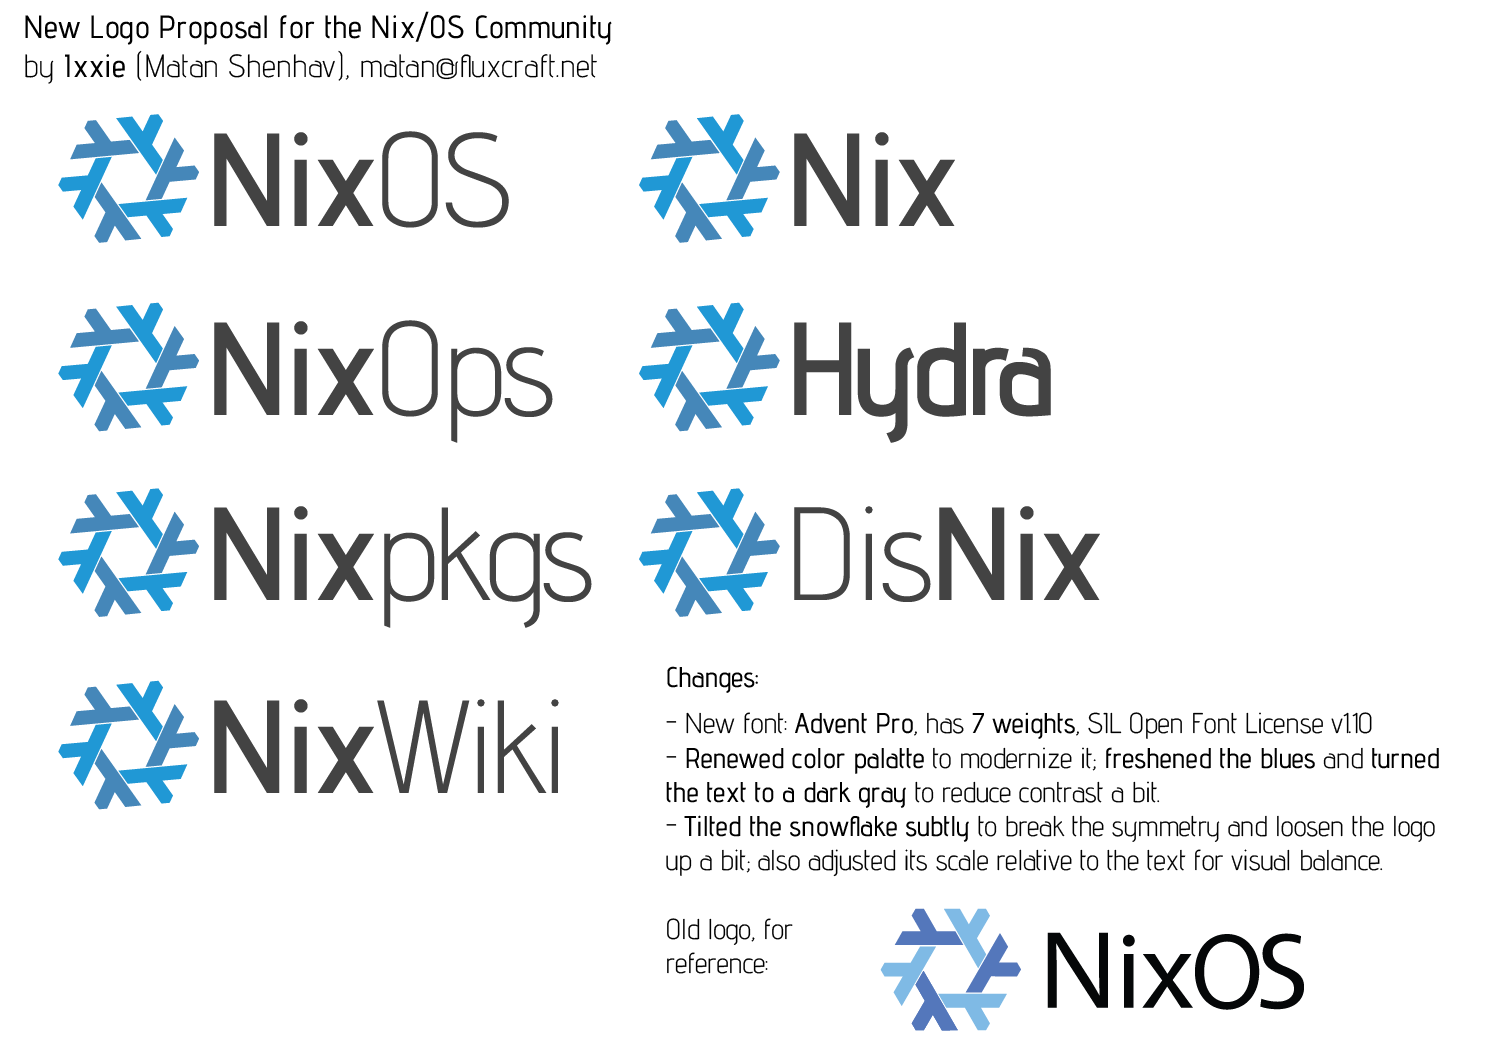 New Logo Proposal for the Nix/OS Community
by Ixxie (Matan Shenhav), matan@fluxcraft.net
NixOS
Nix
NixOps
Hydra
Nixpkgs
DisNix
NixWiki
Changes:
- New font: Advent Pro, has 7 weights, SIL Open Font License v1.10
- Renewed color palatte to modernize it; freshened the blues and turned
the text to a dark gray to reduce contrast a bit.
- Tilted the snowflake subtly to break the symmetry and loosen the logo
up a bit; also adjusted its scale relative to the text for visual balance.
Old logo, for
reference:
NixOS